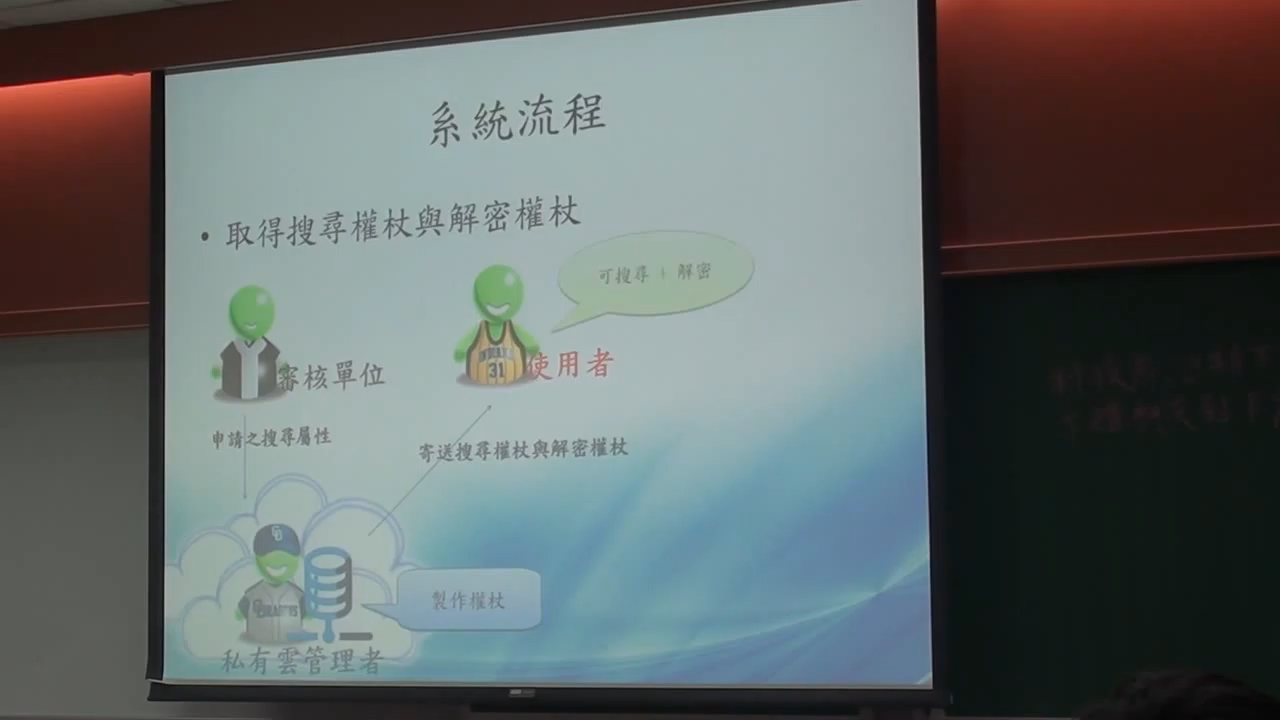 系統流程
• 取得搜尋權杖與解密權杖
可搜尋 + 解密
INDIANA
31
使用者
審核單位
申請之搜尋屬性
寄送搜尋權杖與解密權杖
製作權杖
私有雲管理者